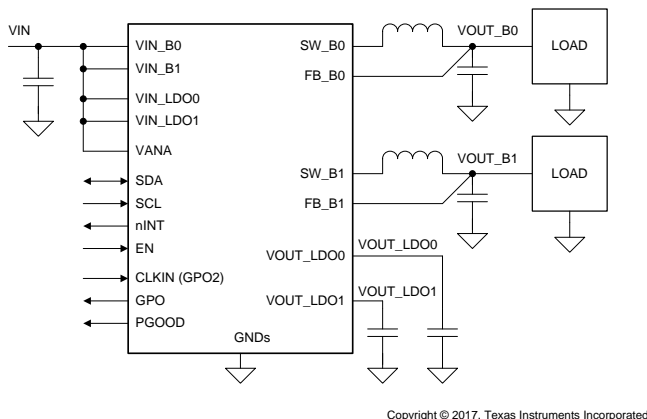 VIN
VIN_B0
VIN_B1
VIN_LDO0
VIN_LDO1
VANA
SDA
SCL
nINT
EN
CLKIN (GPO2)
GPO
PGOOD
GNDs
SW_B0
FB_B0
SW_B1
FB_B1
VOUT_LDO0
VOUT_LDO1
VOUT_B0
LOAD
VOUT_B1
LOAD
VOUT_LDO0
VOUT_LDO1
Copyright © 2017, Texas Instruments Incorporated